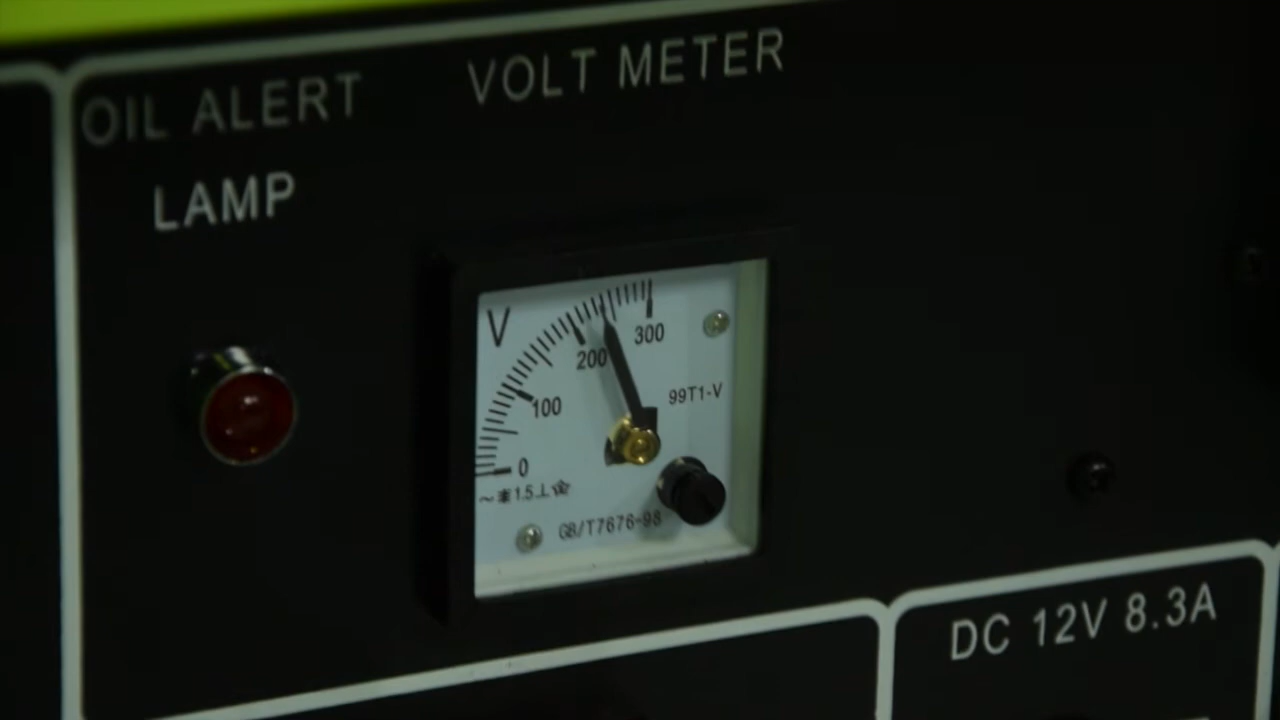 OIL ALERT
LAMP
VOLT METER
V
300
200
100
0
99T1-V
1.5
GB/T7676-98
DC 12V 8.3A